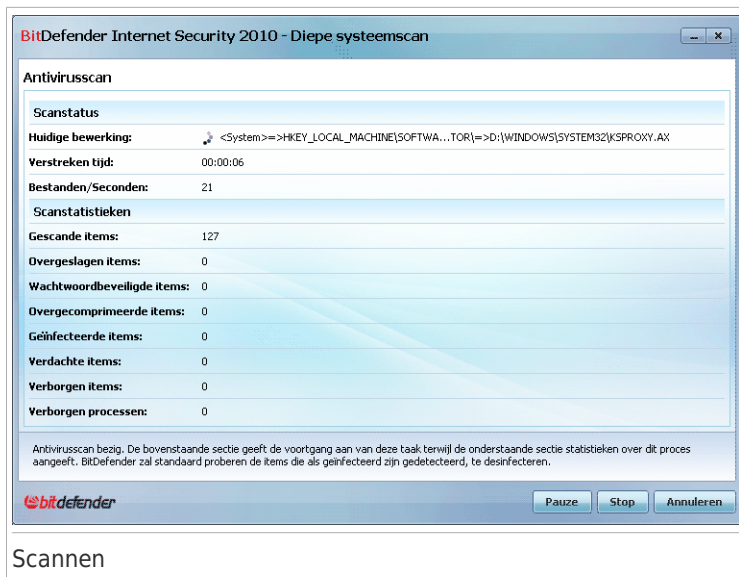 BitDefender Internet Security 2010 - Diepe systeemscan
Antivirusscan
Scanstatus
Huidige bewerking: <System>=>HKEY_LOCAL_MACHINE\SOFTWA...TOR\=>D:\WINDOWS\SYSTEM32\KSPROXY.AX
Verstreken tijd: 00:00:06
Bestanden/Seconden: 21
Scanstatistieken
Gescande items: 127
Overgeslagen items: 0
Wachtwoordbeveiligde items: 0
Overgecomprimeerde items: 0
Geïnfecteerde items: 0
Verdachte items: 0
Verborgen items: 0
Verborgen processen: 0
Antivirusscan bezig. De bovenstaande sectie geeft de voortgang aan van deze taak terwijl de onderstaande sectie statistieken over dit proces
aangeeft. BitDefender zal standaard proberen de items die als geïnfecteerd zijn gedetecteerd, te desinfecteren.
bitdefender
Pauze Stop Annuleren
Scannen